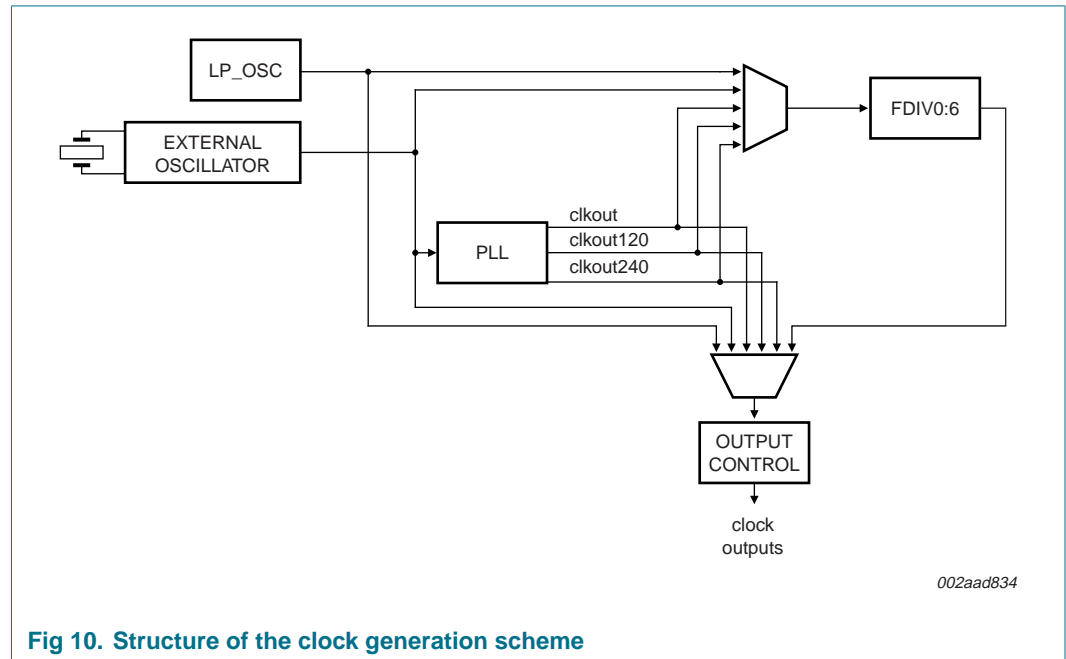 LP_OSC
EXTERNAL
OSCILLATOR
FDIV0:6
clkout
clkout120
clkout240
PLL
OUTPUT
CONTROL
clock
outputs
002aad834
Fig 10. Structure of the clock generation scheme